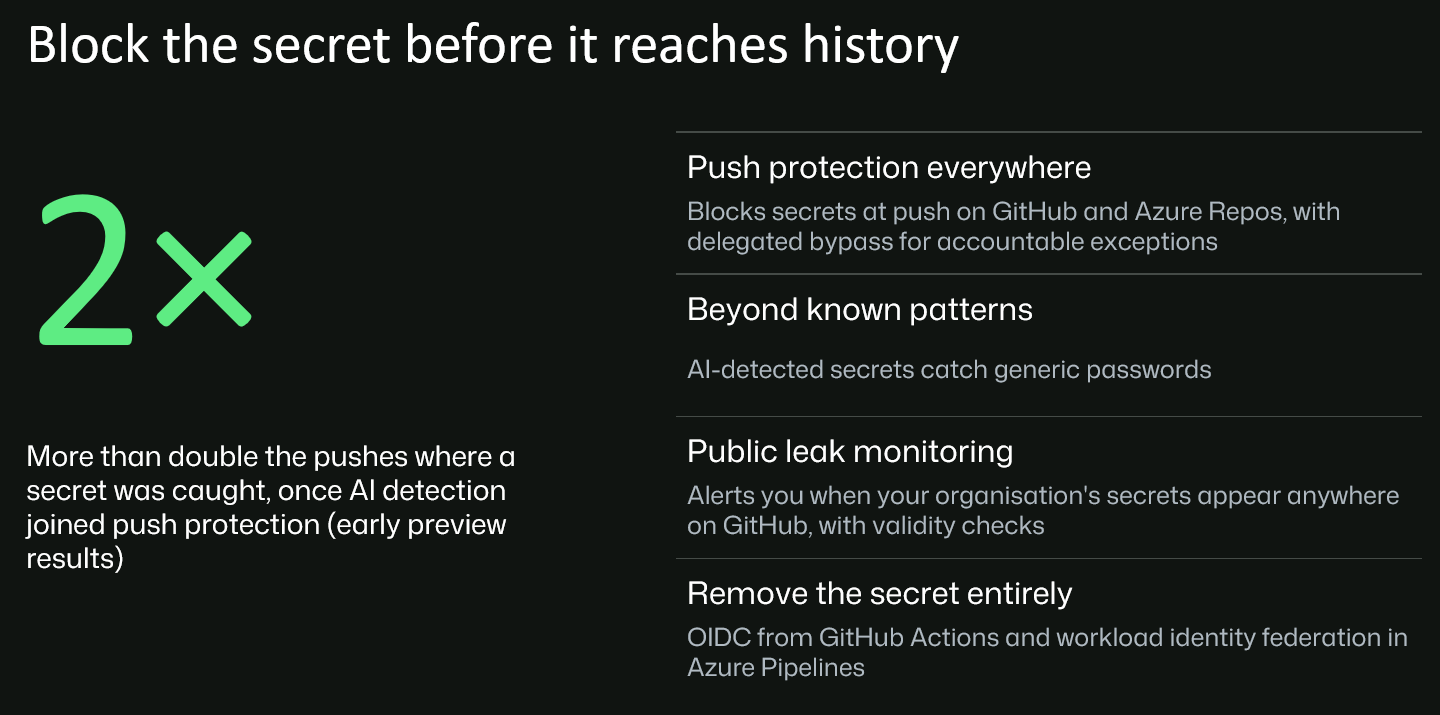 Block the secret before it reaches history
2×
More than double the pushes where a
secret was caught, once AI detection
joined push protection (early preview
results)
Push protection everywhere
Blocks secrets at push on GitHub and Azure Repos, with
delegated bypass for accountable exceptions
Beyond known patterns
AI-detected secrets catch generic passwords
Public leak monitoring
Alerts you when your organisation's secrets appear anywhere
on GitHub, with validity checks
Remove the secret entirely
OIDC from GitHub Actions and workload identity federation in
Azure Pipelines